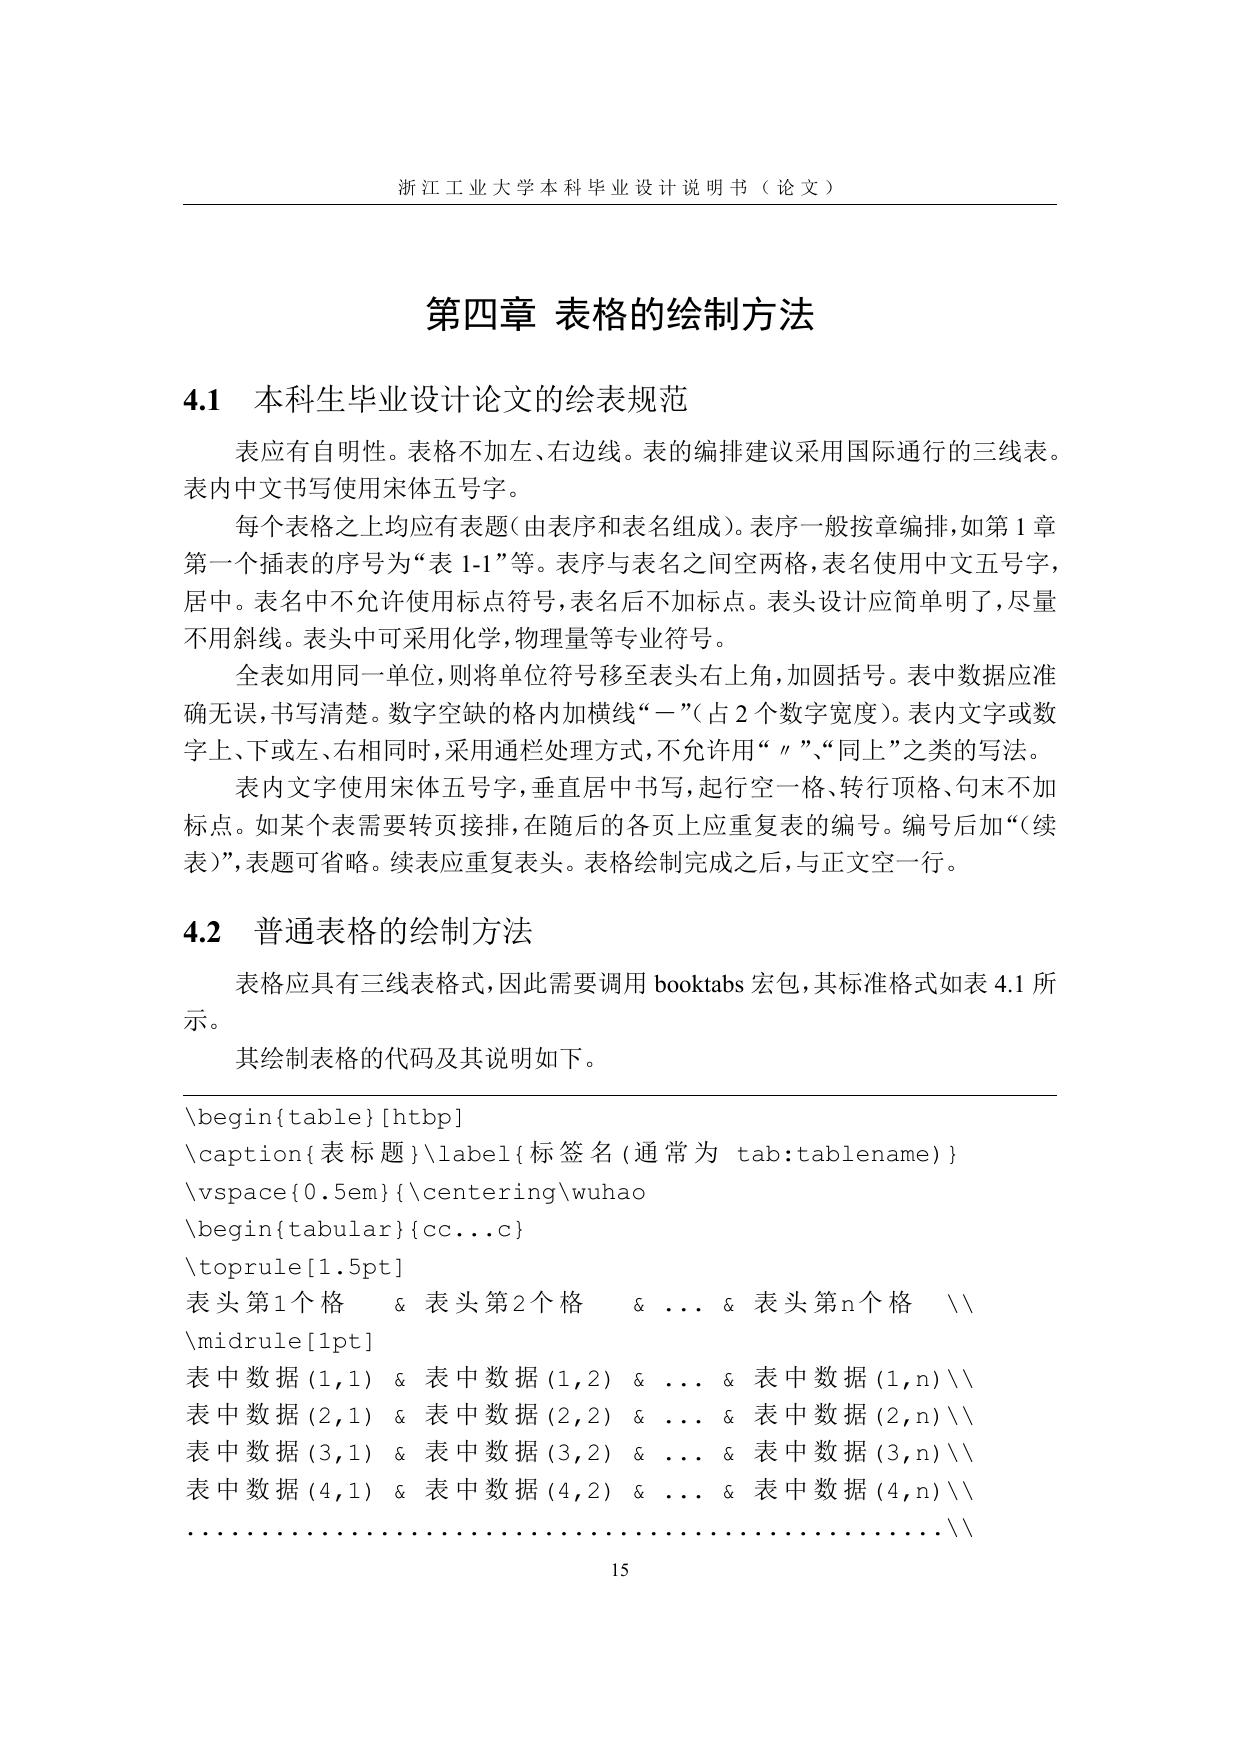 浙江工业大学本科毕业设计说明书（论文）
第四章 表格的绘制方法
4.1 本科生毕业设计论文的绘表规范
表应有自明性。表格不加左、右边线。表的编排建议采用国际通行的三线表。
表内中文书写使用宋体五号字。
每个表格之上均应有表题（由表序和表名组成）。表序一般按章编排，如第 1 章
第一个插表的序号为“表 1-1”等。表序与表名之间空两格，表名使用中文五号字，
居中。表名中不允许使用标点符号，表名后不加标点。表头设计应简单明了，尽量
不用斜线。表头中可采用化学，物理量等专业符号。
全表如用同一单位，则将单位符号移至表头右上角，加圆括号。表中数据应准
确无误，书写清楚。数字空缺的格内加横线“－”（占 2 个数字宽度）。表内文字或数
字上、下或左、右相同时，采用通栏处理方式，不允许用“〃”、“同上”之类的写法。
表内文字使用宋体五号字，垂直居中书写，起行空一格、转行顶格、句末不加
标点。如某个表需要转页接排，在随后的各页上应重复表的编号。编号后加“（续
表）”，表题可省略。续表应重复表头。表格绘制完成之后，与正文空一行。
4.2 普通表格的绘制方法
表格应具有三线表格式，因此需要调用 booktabs 宏包，其标准格式如表 4.1 所
示。
其绘制表格的代码及其说明如下。
\begin{table}[htbp]
\caption{表标题}\label{标签名(通常为 tab:tablename)}
\vspace{0.5em}{\centering\wuhao
\begin{tabular}{cc...c}
\toprule[1.5pt]
表头第1个格 & 表头第2个格 & ... & 表头第n个格 \\
\midrule[1pt]
表中数据(1,1) & 表中数据(1,2) & ... & 表中数据(1,n)\\
表中数据(2,1) & 表中数据(2,2) & ... & 表中数据(2,n)\\
表中数据(3,1) & 表中数据(3,2) & ... & 表中数据(3,n)\\
表中数据(4,1) & 表中数据(4,2) & ... & 表中数据(4,n)\\
...................................................\\
15